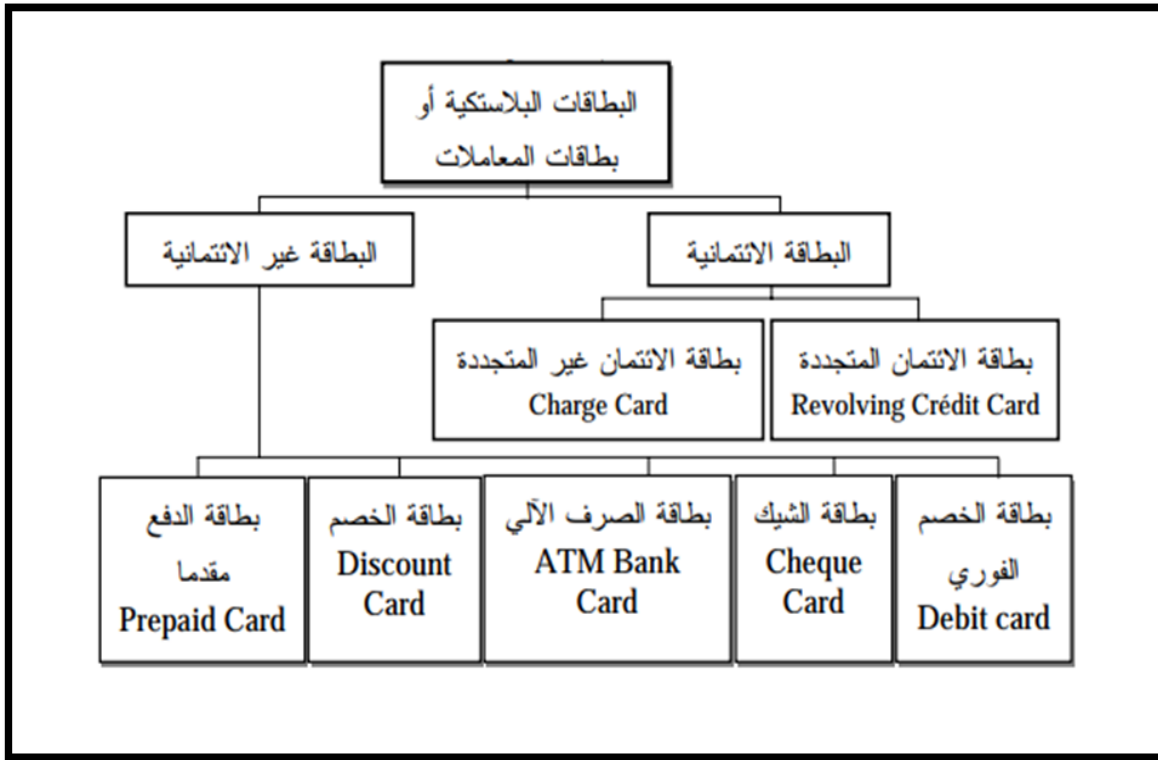 البطاقات البلاستكية أو
بطاقات المعاملات
البطاقة الائتمانية
البطاقة غير الائتمانية
بطاقة الائتمان المتجددة
Revolving Crédit Card
بطاقة الائتمان غير المتجددة
Charge Card
بطاقة الخصم
الفوري
Debit card
بطاقة الشيك
Cheque
Card
بطاقة الصرف الآلي
ATM Bank
Card
بطاقة الخصم
Discount
Card
بطاقة الدفع
مقدما
Prepaid Card